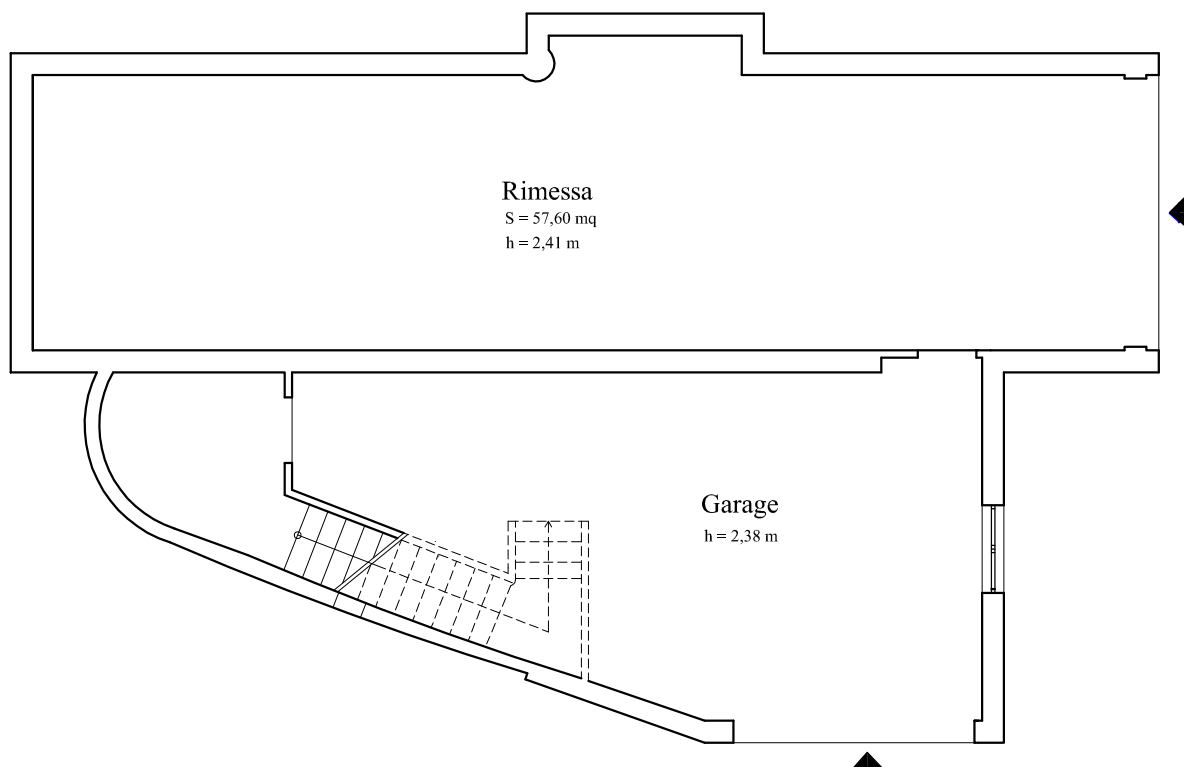 Rimessa
S = 57,60 mq
h = 2,41 m
Garage
h = 2,38 m